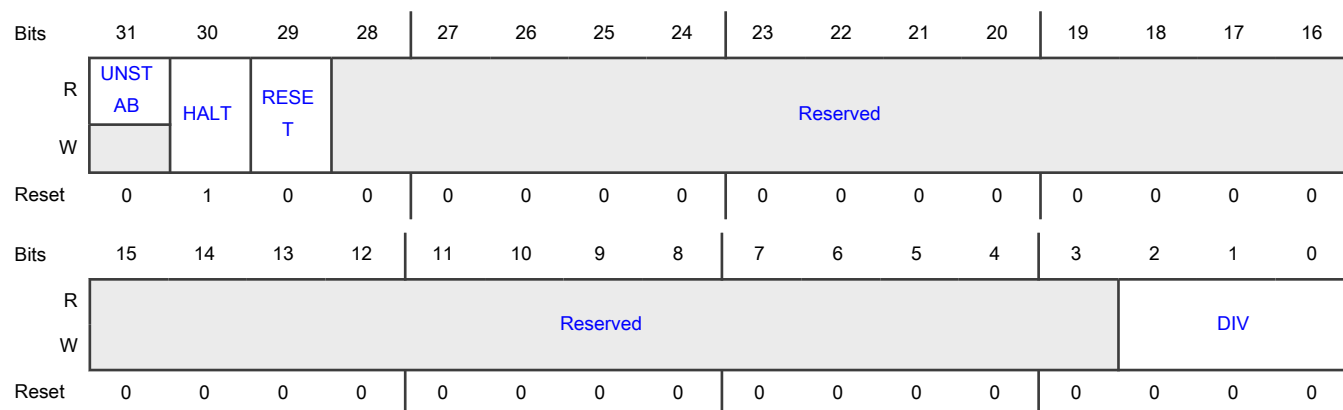 Bits 31 30 29 28 27 26 25 24 23 22 21 20 19 18 17 16
R UNST
AB HALT RESE
T Reserved
W
Reset 0 1 0 0 0 0 0 0 0 0 0 0 0 0 0 0
Bits 15 14 13 12 11 10 9 8 7 6 5 4 3 2 1 0
R
Reserved DIV
W
Reset 0 0 0 0 0 0 0 0 0 0 0 0 0 0 0 0